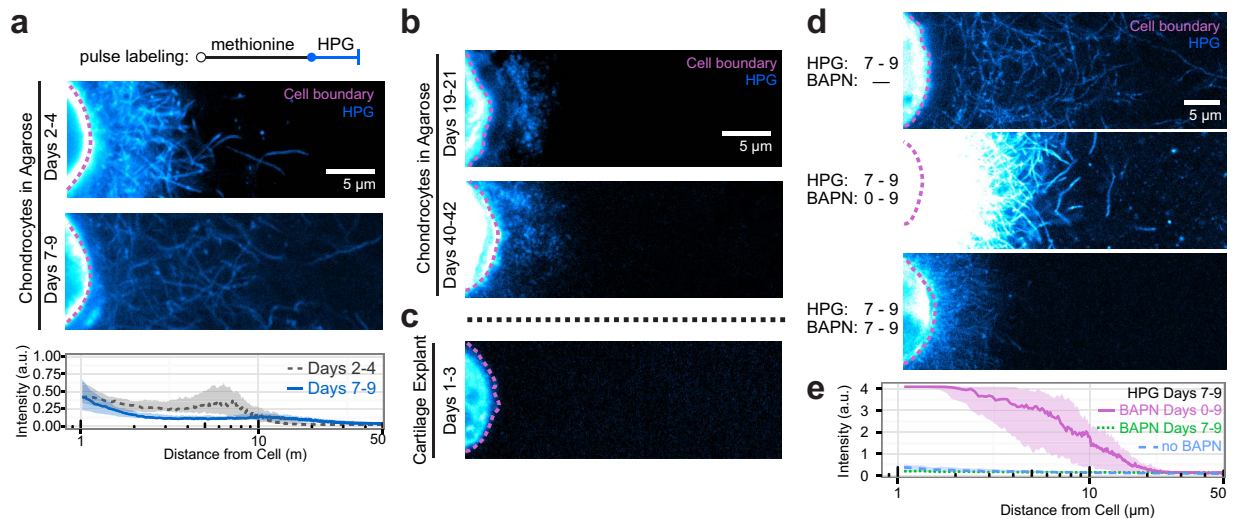 a
pulse labeling: methionine HPG
Chondrocytes in Agarose
Days 2-4
Cell boundary
HPG
5 µm
Days 7-9
Intensity (a.u.)
1.00
0.75
0.50
0.25
0.00
Days 2-4
Days 7-9
1 10 50
Distance from Cell (m)
b
Chondrocytes in Agarose
Days 19-21
Cell boundary
HPG
5 µm
Days 40-42
c
Cartilage Explant
Days 1-3
d
HPG: 7 - 9
BAPN: —
Cell boundary
HPG
5 µm
HPG: 7 - 9
BAPN: 0 - 9
HPG: 7 - 9
BAPN: 7 - 9
e
Intensity (a.u.)
4
3
2
1
0
HPG Days 7-9
BAPN Days 0-9
BAPN Days 7-9
no BAPN
1 10 50
Distance from Cell (µm)